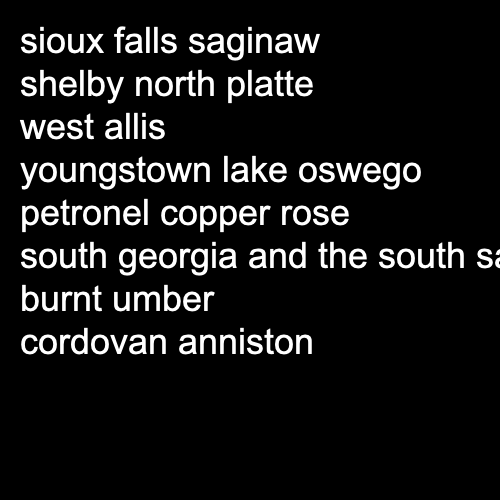 sioux falls saginaw
shelby north platte
west allis
youngstown lake oswego
petronel copper rose
south georgia and the south
burnt umber
cordovan anniston